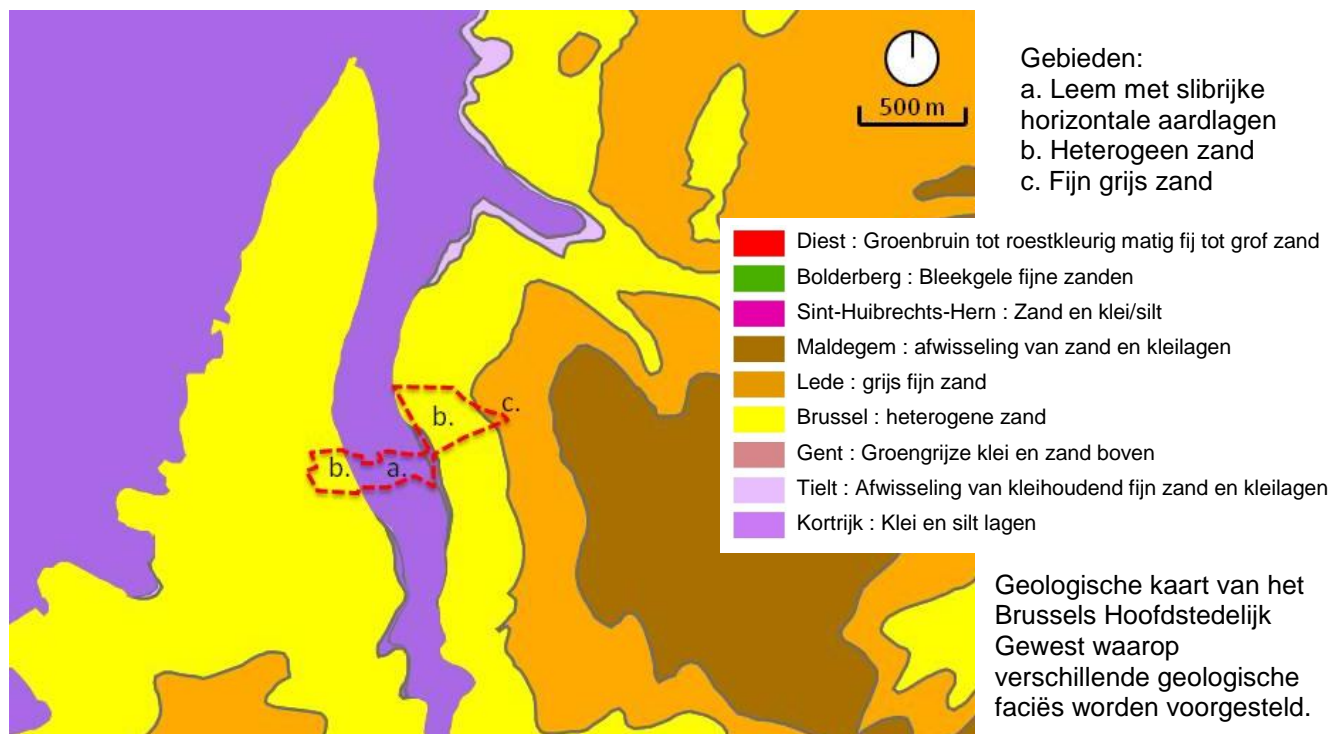 500 m
Gebieden:
a. Leem met slibrijke
horizontale aardlagen
b. Heterogeen zand
c. Fijn grijs zand
Diest : Groenbruin tot roestkleurig matig fij tot grof zand
Bolderberg : Bleekgele fijne zanden
Sint-Huibrechts-Hern : Zand en klei/silt
Maldegem : afwisseling van zand en kleilagen
Lede : grijs fijn zand
Brussel : heterogene zand
Gent : Groengrijze klei en zand boven
Tielt : Afwisseling van kleihoudend fijn zand en kleilagen
Kortrijk : Klei en silt lagen
c.
b.
b.
a.
Geologische kaart van het
Brussels Hoofdstedelijk
Gewest waarop
verschillende geologische
faciës worden voorgesteld.